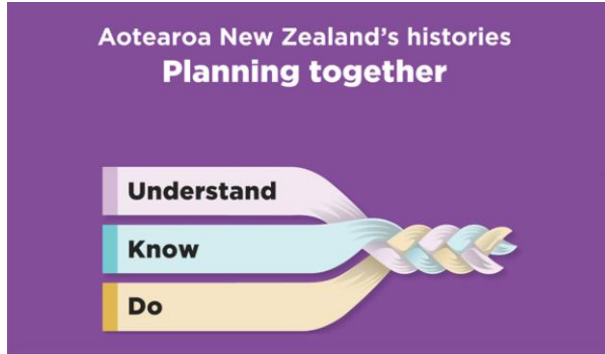 Aotearoa New Zealand's histories
Planning together
Understand
Know
Do